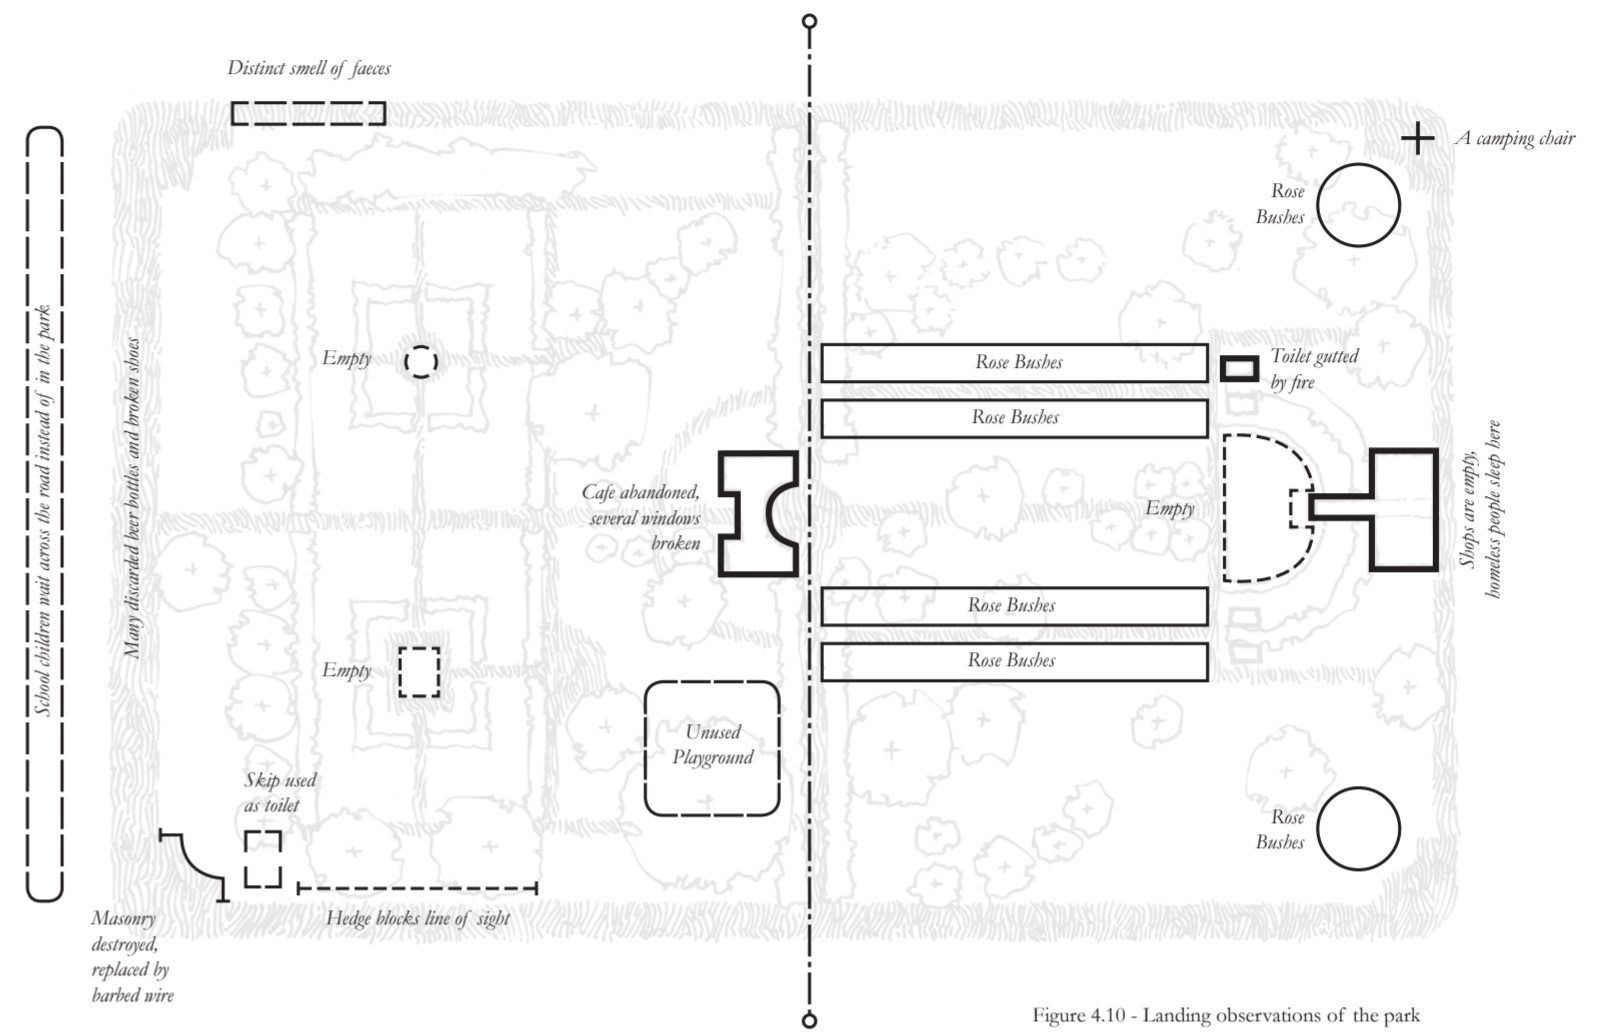 Distinct smell of faeces
A camping chair
Rose
Bushes
School children wait across the road instead of in the park
Many discarded beer bottles and broken shoes
Empty
Rose Bushes
Toilet gutted
by fire
Rose Bushes
Cafe abandoned,
several windows
broken
Empty
Shops are empty,
homeless people sleep here
Rose Bushes
Empty
Rose Bushes
Unused
Playground
Skip used
as toilet
Rose
Bushes
Masonry
destroyed,
replaced by
barbed wire
Hedge blocks line of sight
Figure 4.10 - Landing observations of the park